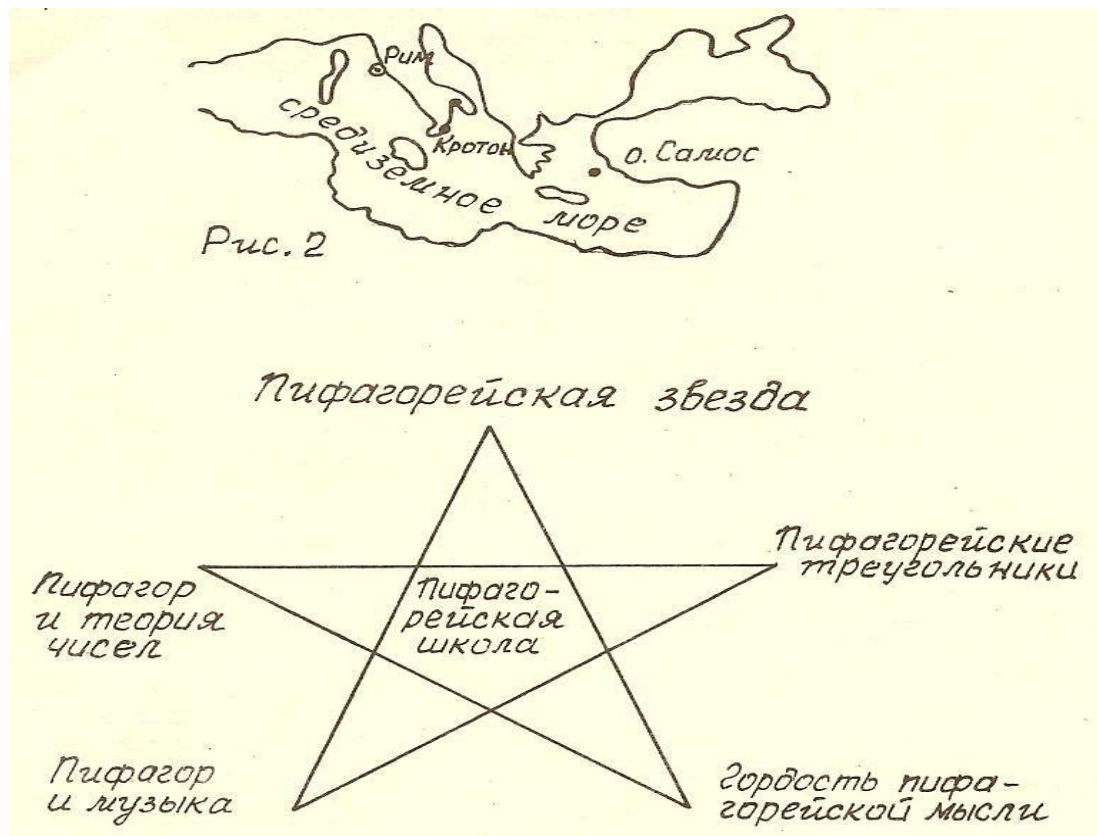 Рим
средиземное
Кротон
о. Самос
море
Рис. 2
Пифагорейская звезда
Пифагорейские
треугольники
Пифагор
и теория
чисел
Пифаго-
рейская
школа
Пифагор
и музыка
Гордость пифа-
горейской мысли